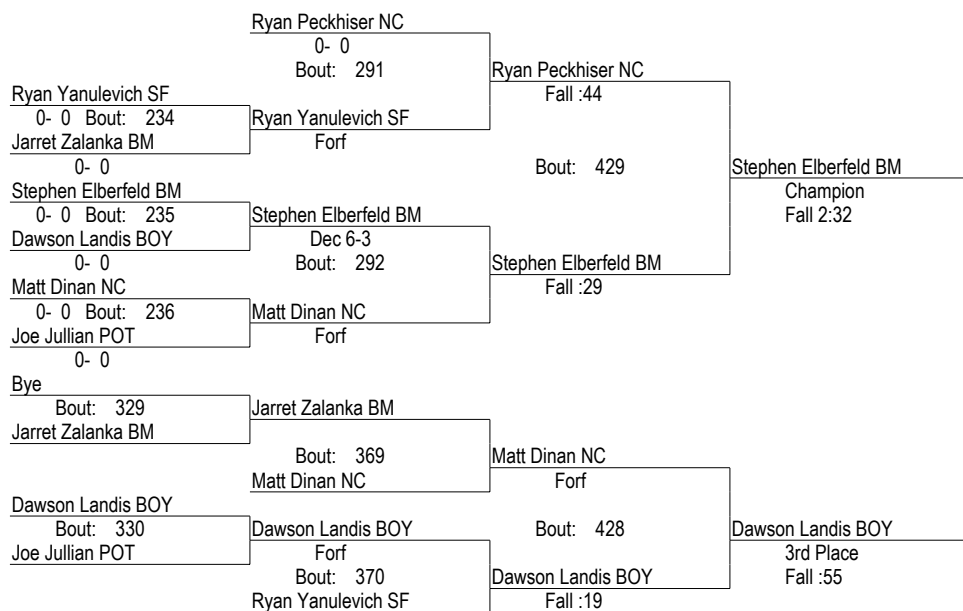 Ryan Peckhiser NC
0- 0
Bout: 291
Ryan Peckhiser NC
Fall :44
Ryan Yanulevich SF
0- 0 Bout: 234
Ryan Yanulevich SF
Jarret Zalanka BM
Forf
0- 0
Bout: 429
Stephen Elberfeld BM
Stephen Elberfeld BM
Champion
0- 0 Bout: 235
Stephen Elberfeld BM
Fall 2:32
Dawson Landis BOY
Dec 6-3
0- 0
Bout: 292
Stephen Elberfeld BM
Matt Dinan NC
Fall :29
0- 0 Bout: 236
Matt Dinan NC
Joe Jullian POT
Forf
0- 0
Bye
Bout: 329
Jarret Zalanka BM
Jarret Zalanka BM
Bout: 369
Matt Dinan NC
Matt Dinan NC
Forf
Dawson Landis BOY
Bout: 330
Dawson Landis BOY
Bout: 428
Dawson Landis BOY
Joe Jullian POT
Forf
3rd Place
Bout: 370
Dawson Landis BOY
Fall :55
Ryan Yanulevich SF
Fall :19